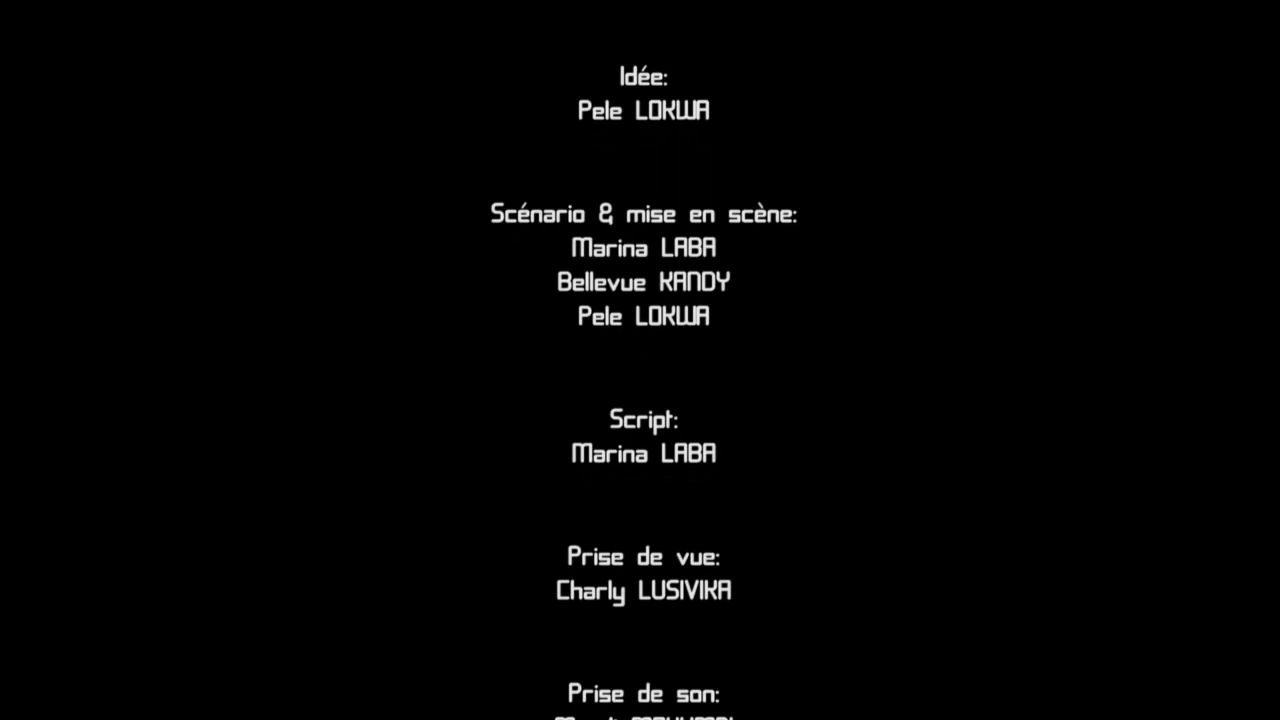 Idée:
Pele LOKWA
Scénario & mise en scène:
Marina LABA
Bellevue KANDY
Pele LOKWA
Script:
Marina LABA
Prise de vue:
Charly LUSIVIKA
Prise de son: